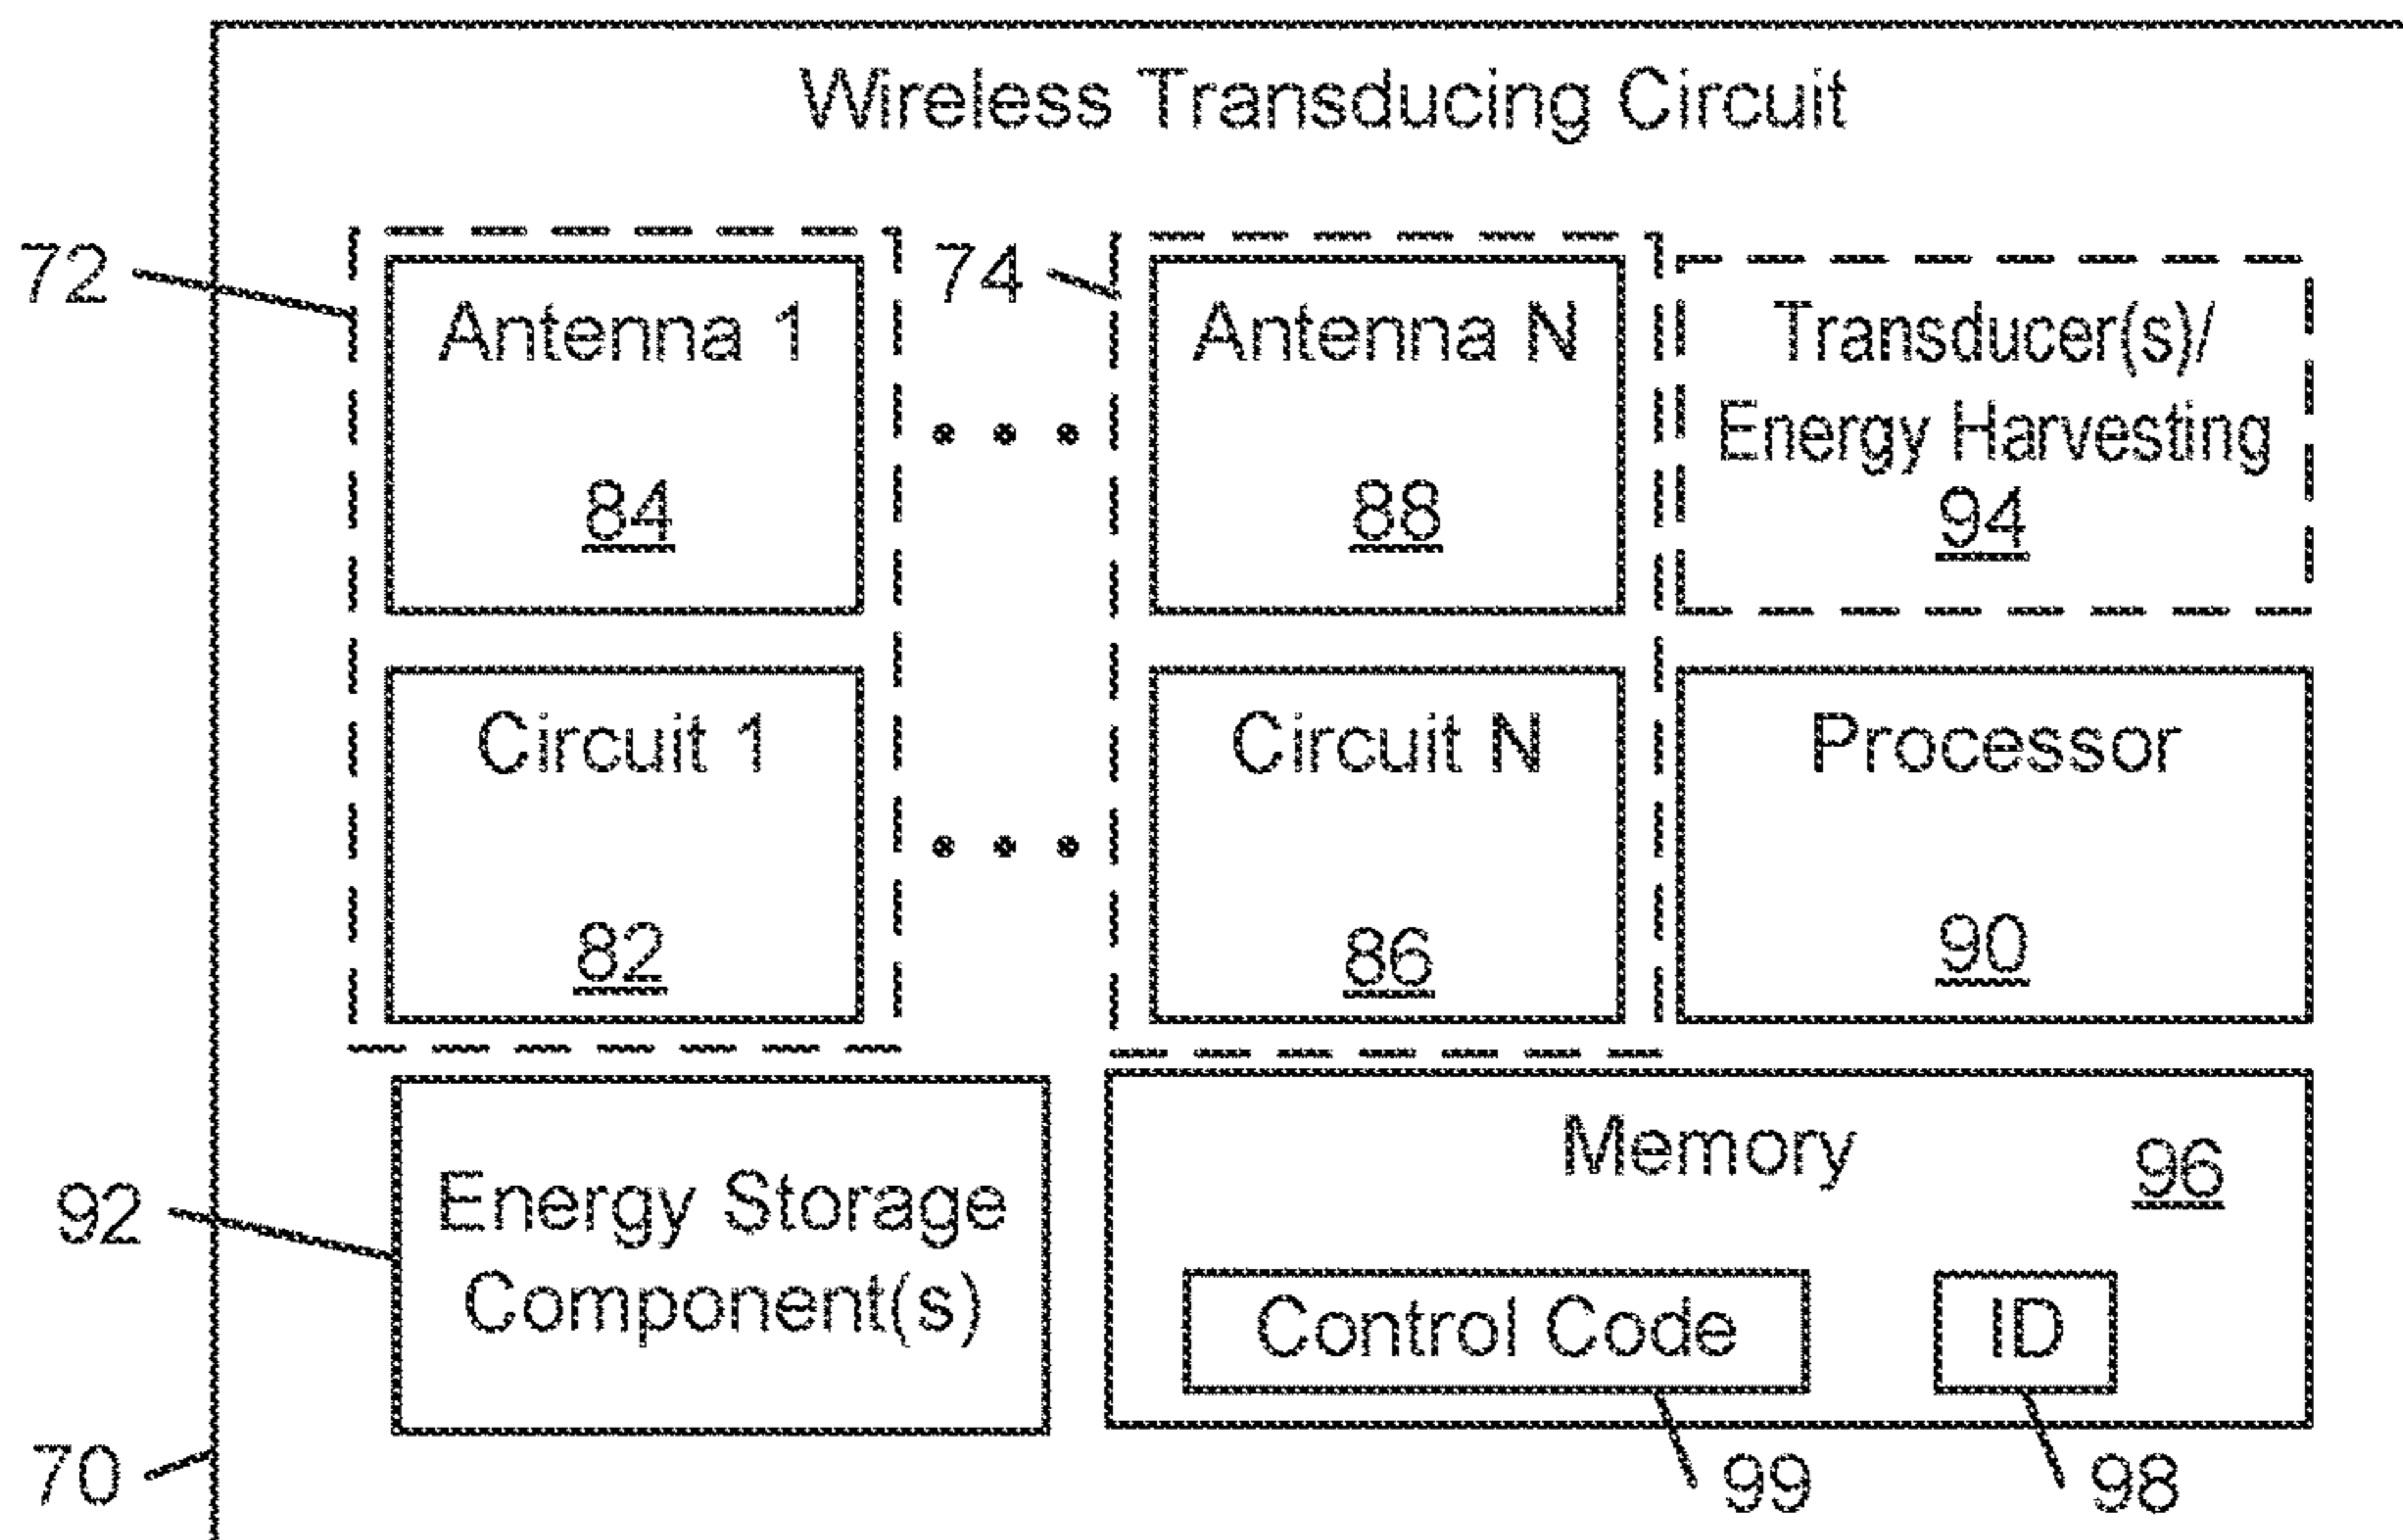 Wireless Transducing Circuit
72
74
Antenna 1
84
Antenna N
88
Transducer(s)/
Energy Harvesting
94
Circuit 1
82
Circuit N
86
Processor
90
92
Energy Storage
Component(s)
Memory
96
Control Code
ID
70
99
98